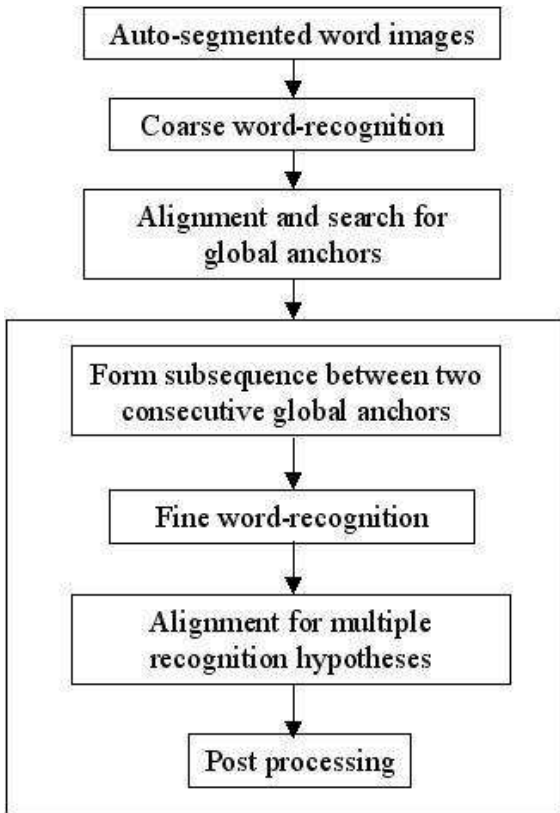 Auto-segmented word images
Coarse word-recognition
Alignment and search for
global anchors
Form subsequence between two
consecutive global anchors
Fine word-recognition
Alignment for multiple
recognition hypotheses
Post processing